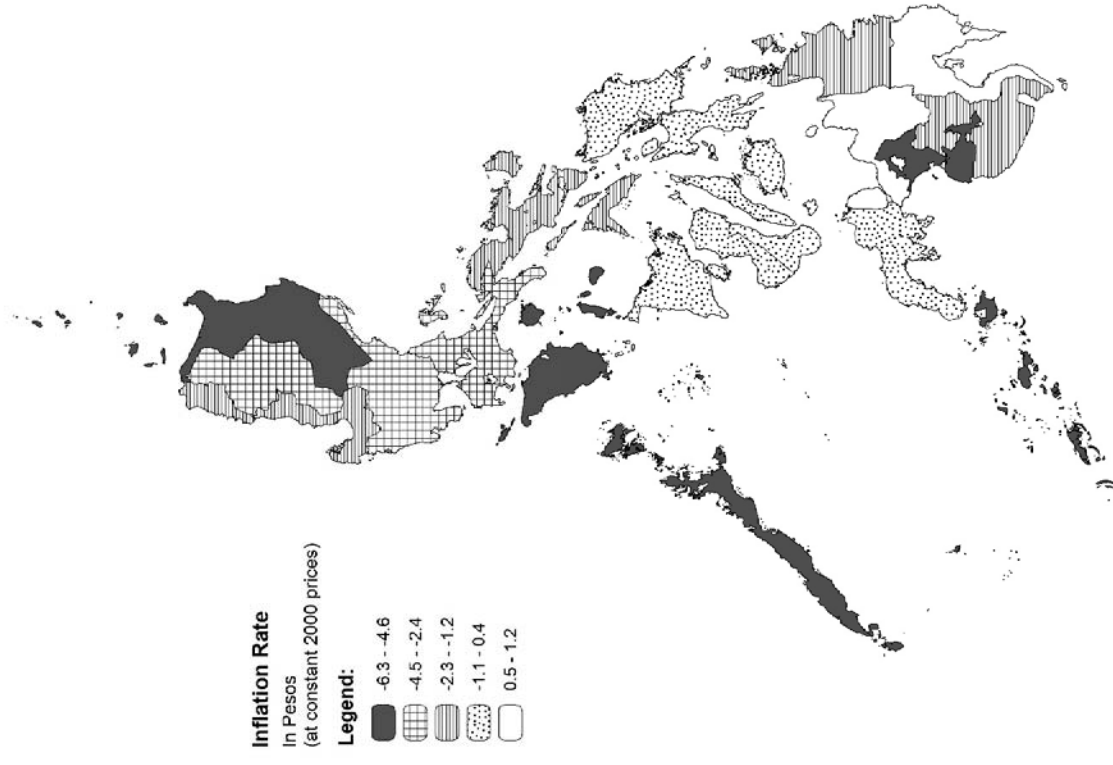 Inflation Rate
In Pesos
(at constant 2000 prices)
Legend:
-6.3 - -4.6
-4.5 - -2.4
-2.3 - -1.2
-1.1 - 0.4
0.5 - 1.2